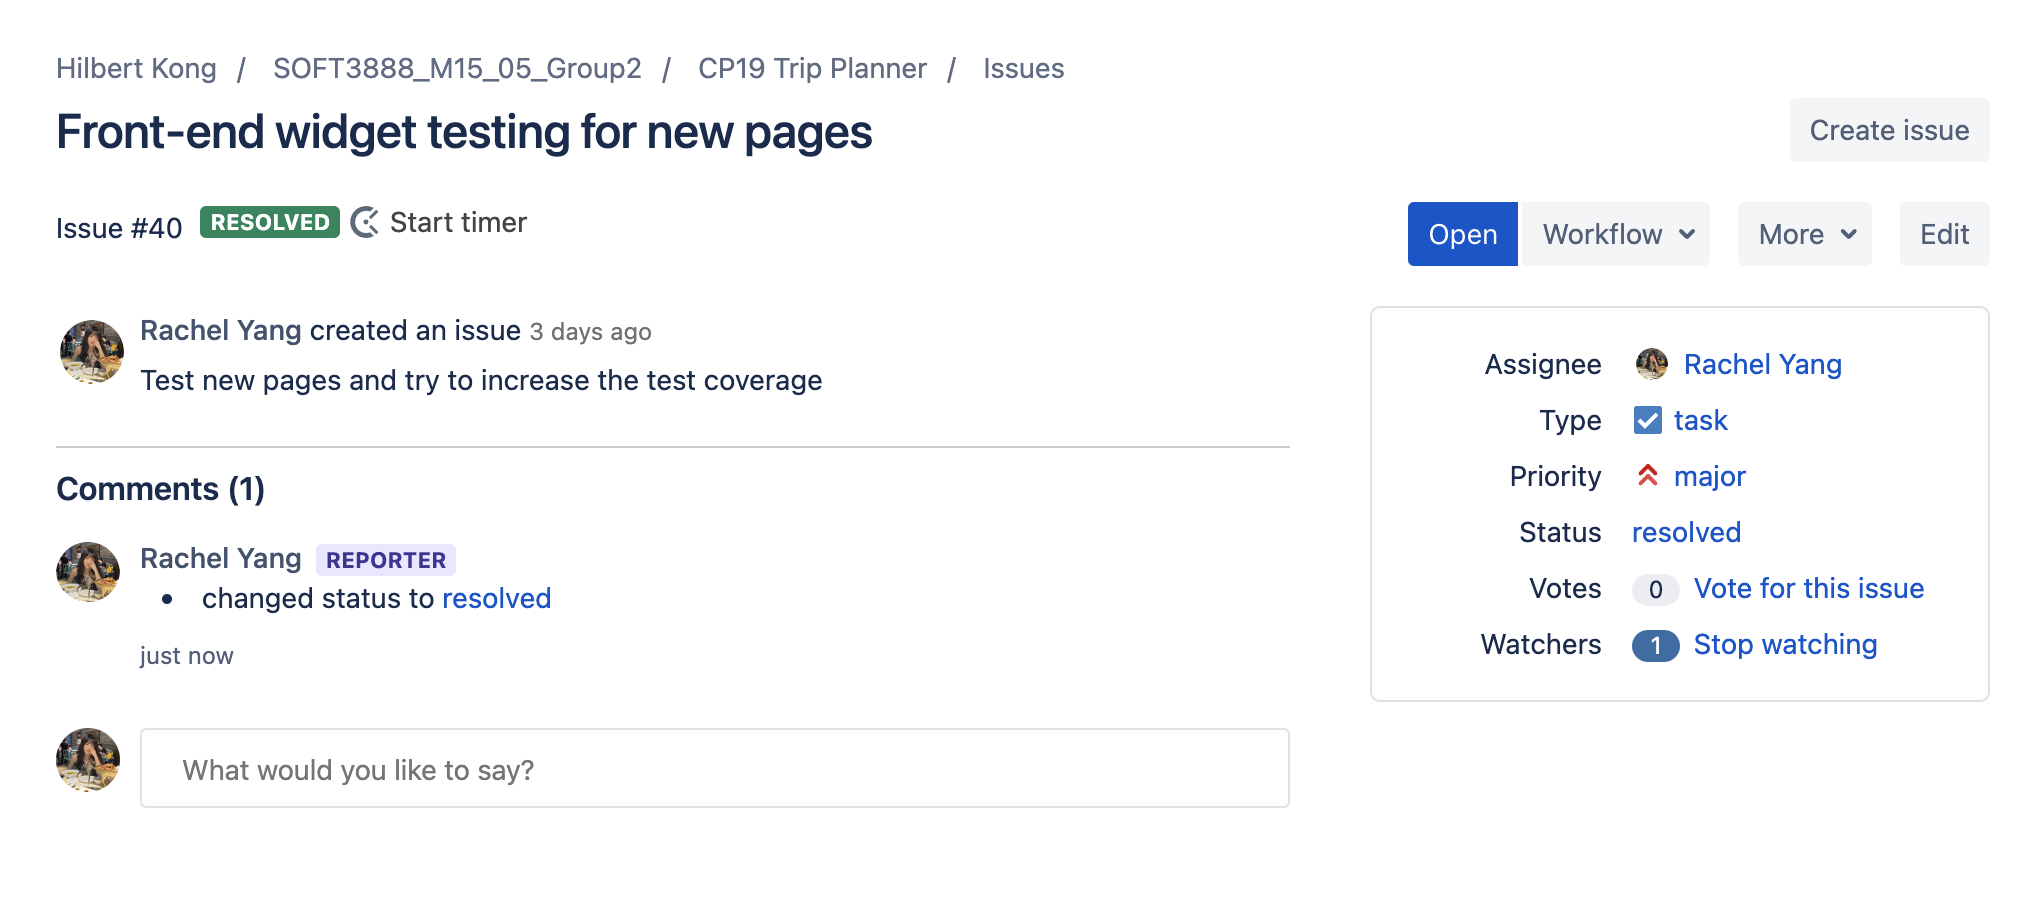 Hilbert Kong / SOFT3888_M15_05_Group2 / CP19 Trip Planner / Issues
Front-end widget testing for new pages
Create issue
Issue #40 RESOLVED Start timer
Open Workflow More Edit
Rachel Yang created an issue 3 days ago
Test new pages and try to increase the test coverage
Comments (1)
Rachel Yang REPORTER
• changed status to resolved
just now
What would you like to say?
Assignee Rachel Yang
Type task
Priority major
Status resolved
Votes 0 Vote for this issue
Watchers 1 Stop watching